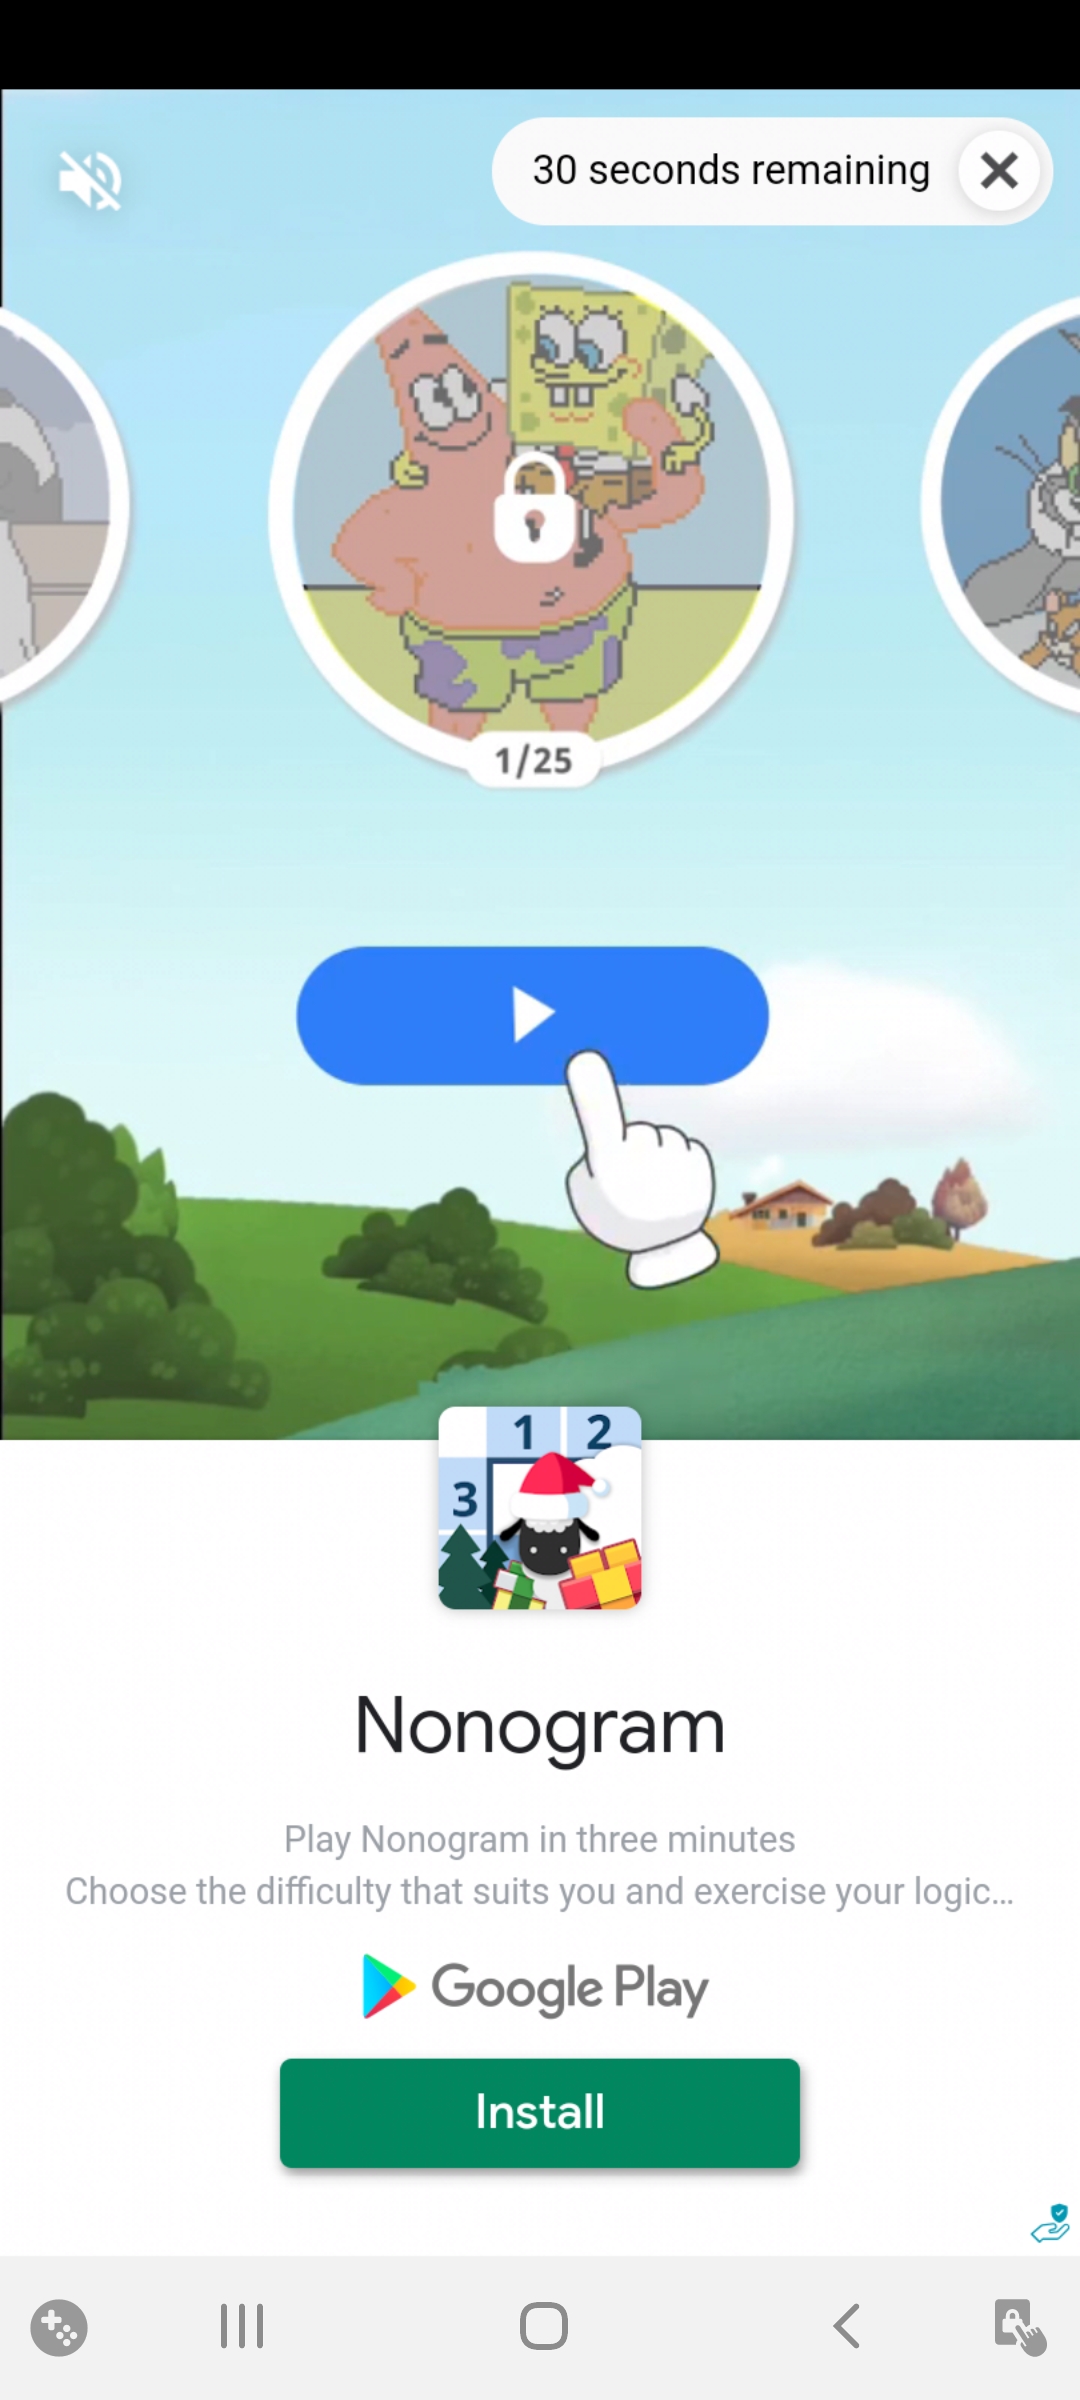 30 seconds remaining
1/25
1 2
3
Nonogram
Play Nonogram in three minutes
Choose the difficulty that suits you and exercise your logic…
Google Play
Install